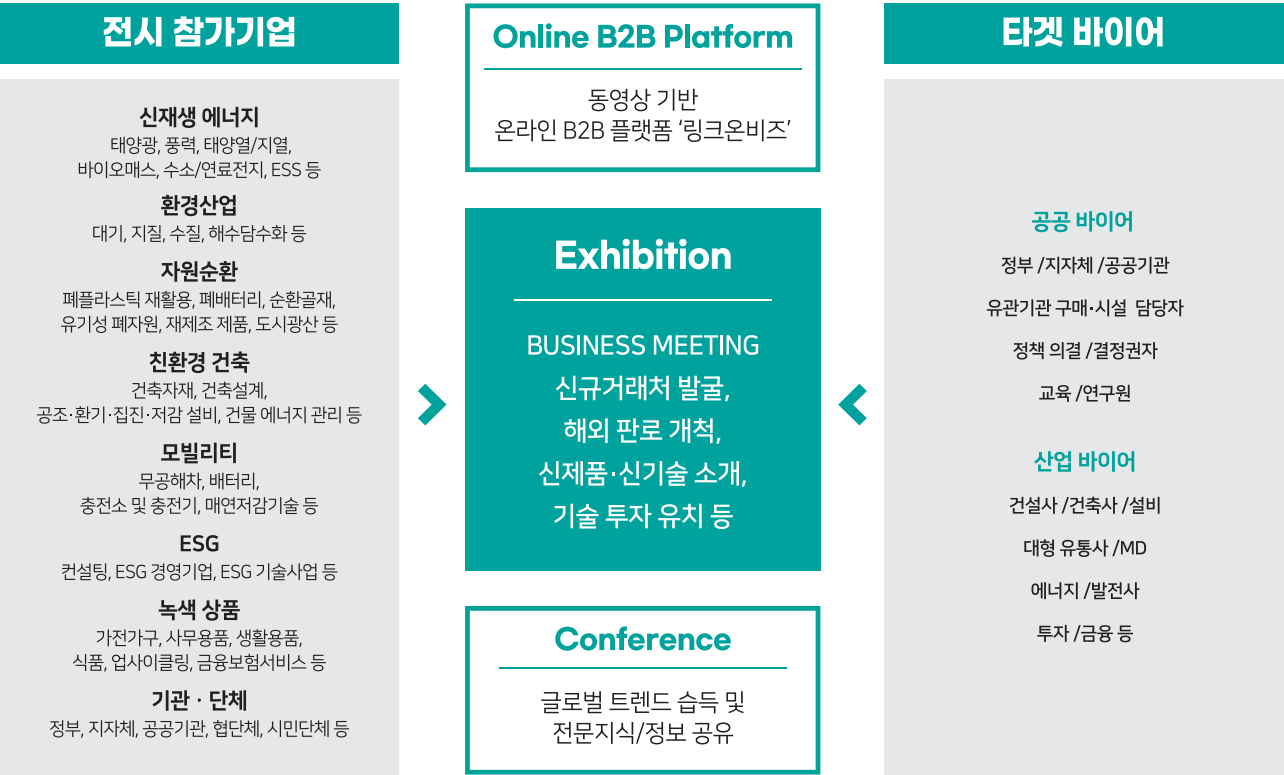 전시 참가기업
신재생 에너지
태양광, 풍력, 태양열/지열,
바이오매스, 수소/연료전지, ESS 등
환경산업
대기, 지질, 수질, 해수담수화 등
자원순환
폐플라스틱 재활용, 폐배터리, 순환골재,
유기성 폐자원, 재제조 제품, 도시광산 등
친환경 건축
건축자재, 건축설계,
공조·환기·집진·저감 설비, 건물 에너지 관리 등
모빌리티
무공해차, 배터리,
충전소 및 충전기, 매연저감기술 등
ESG
컨설팅, ESG 경영기업, ESG 기술사업 등
녹색 상품
가전가구, 사무용품, 생활용품,
식품, 업사이클링, 금융보험서비스 등
기관 · 단체
정부, 지자체, 공공기관, 협단체, 시민단체 등
Online B2B Platform
동영상 기반
온라인 B2B 플랫폼 ‘링크온비즈’
Exhibition
BUSINESS MEETING
신규거래처 발굴,
해외 판로 개척,
신제품·신기술 소개,
기술 투자 유치 등
Conference
글로벌 트렌드 습득 및
전문지식/정보 공유
타겟 바이어
공공 바이어
정부 /지자체 /공공기관
유관기관 구매·시설 담당자
정책 의결 /결정권자
교육 /연구원
산업 바이어
건설사 /건축사 /설비
대형 유통사 /MD
에너지 /발전사
투자 /금융 등